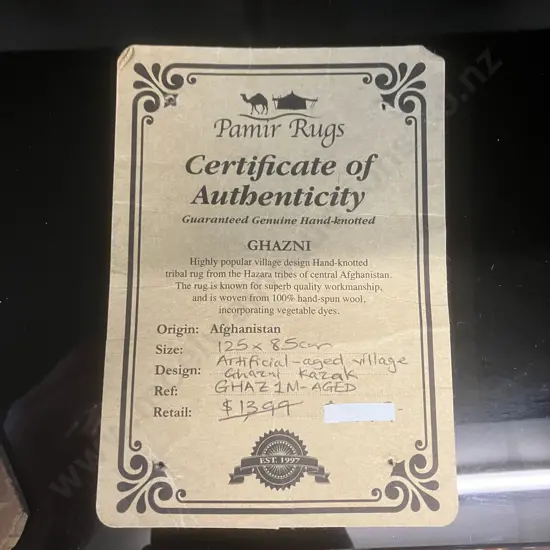 Pamir Rugs
Certificate of
Authenticity
Guaranteed Genuine Hand-knotted
GHAZNI
Highly popular village design Hand-knotted
tribal rug from the Hazara tribes of central Afghanistan.
The rug is known for superb quality workmanship,
and is woven from 100% hand-spun wool,
incorporating vegetable dyes.
Origin: Afghanistan
Size: 125 x 85cm
Design: Artificial-aged village
Ghazni Kazak
Ref: GHAZ 1M-AGED
Retail: $1399
EST. 1997